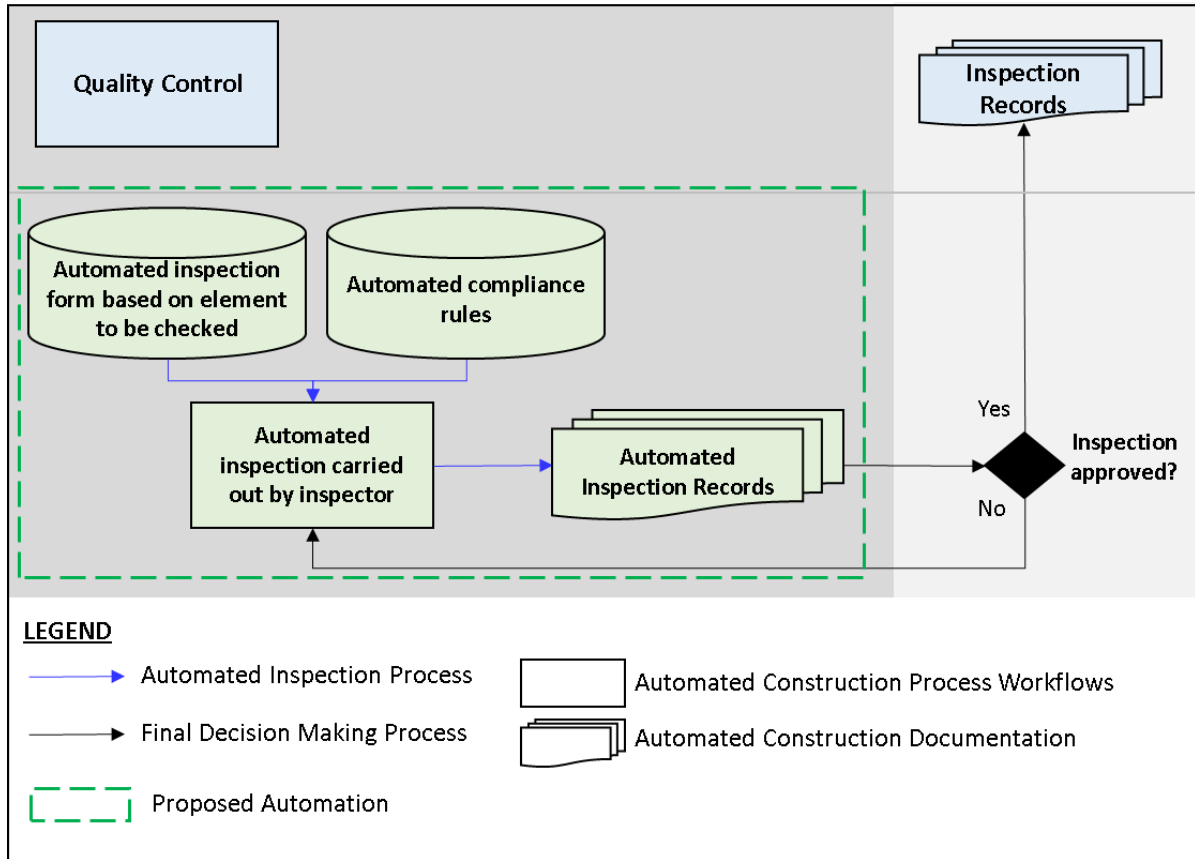 Quality Control
Inspection
Records
Automated inspection
form based on element
to be checked
Automated compliance
rules
Automated
inspection carried
out by inspector
Automated
Inspection Records
Yes
Inspection
approved?
No
LEGEND
Automated Inspection Process
Automated Construction Process Workflows
Final Decision Making Process
Automated Construction Documentation
Proposed Automation